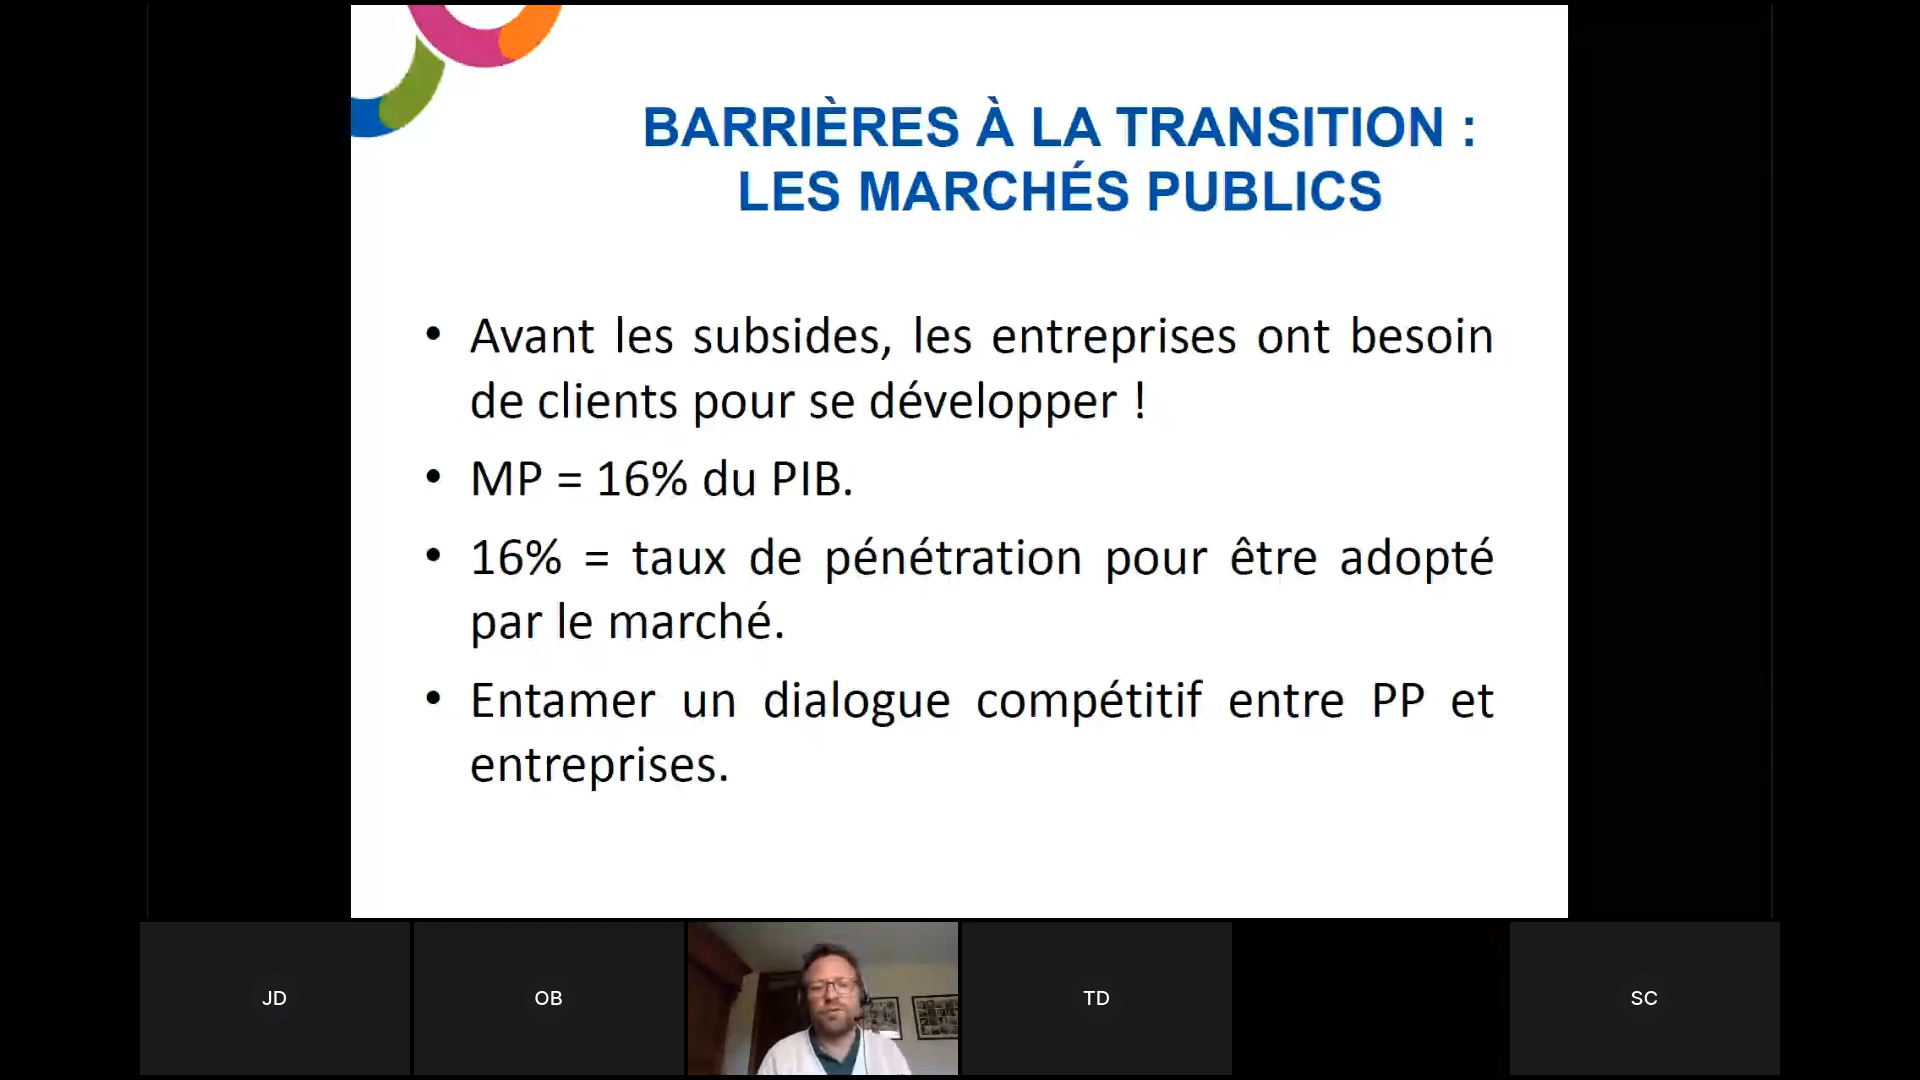 BARRIÈRES À LA TRANSITION :
LES MARCHÉS PUBLICS
• Avant les subsides, les entreprises ont besoin
de clients pour se développer !
• MP = 16% du PIB.
• 16% = taux de pénétration pour être adopté
par le marché.
• Entamer un dialogue compétitif entre PP et
entreprises.
JD
OB
TD
SC